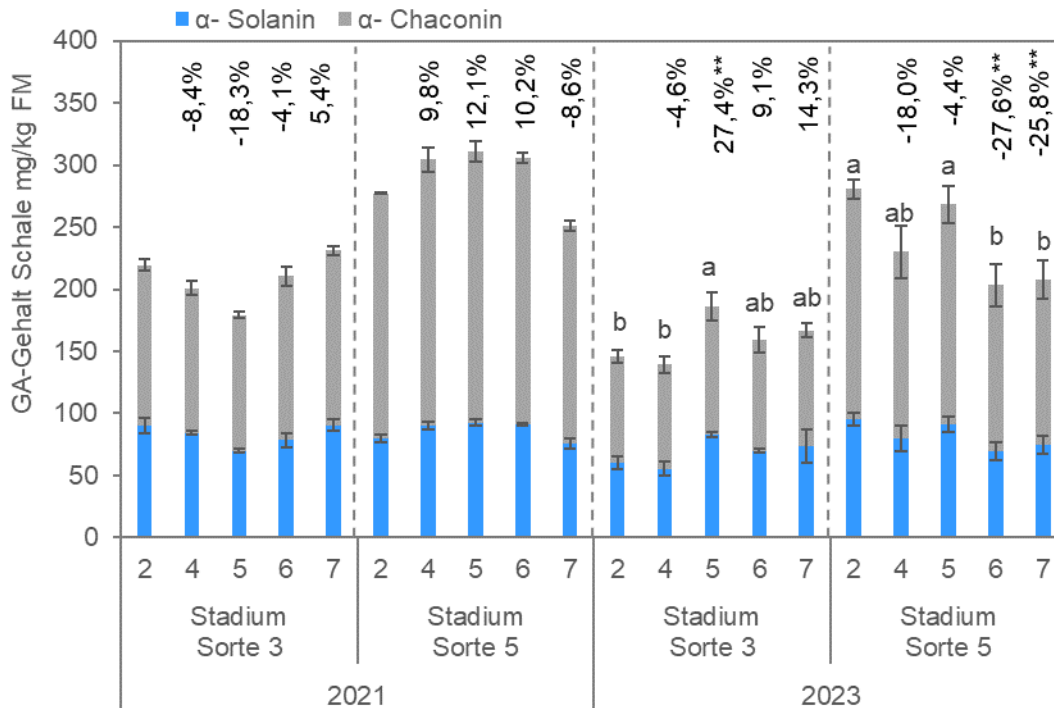 α- Solanin α- Chaconin
GA-Gehalt Schale mg/kg FM
400
350
300
250
200
150
100
50
0
-8,4% -18,3% -4,1% 5,4% 9,8% 12,1% 10,2% -8,6% -4,6% 27,4%** 9,1% 14,3% -18,0% -4,4% -27,6%** -25,8%**
b b a ab ab a ab a b b
2 4 5 6 7 2 4 5 6 7 2 4 5 6 7 2 4 5 6 7
Stadium Stadium Stadium Stadium
Sorte 3 Sorte 5 Sorte 3 Sorte 5
2021 2023